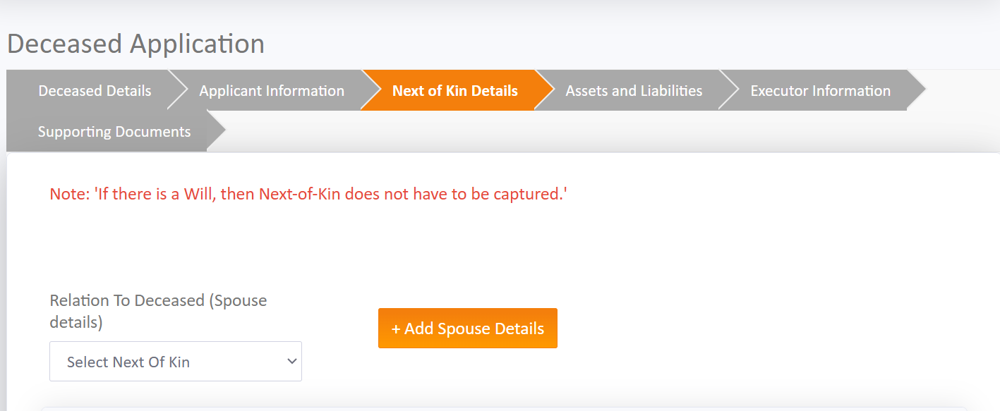 Deceased Application
Deceased Details Applicant Information Next of Kin Details Assets and Liabilities Executor Information
Supporting Documents
Note: 'If there is a Will, then Next-of-Kin does not have to be captured.'
Relation To Deceased (Spouse
details)
+ Add Spouse Details
Select Next Of Kin